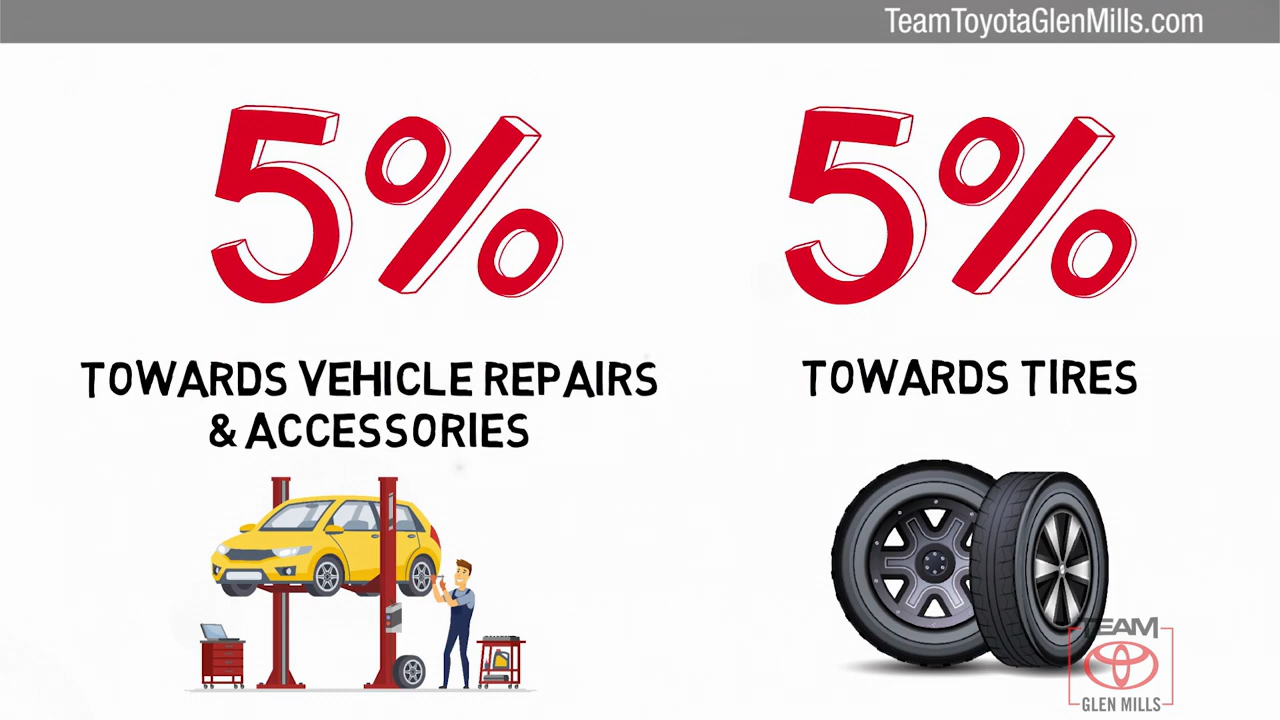 TeamToyotaGlenMills.com
5%
5%
TOWARDS VEHICLE REPAIRS
& ACCESSORIES
TOWARDS TIRES
TEAM
GLEN MILLS